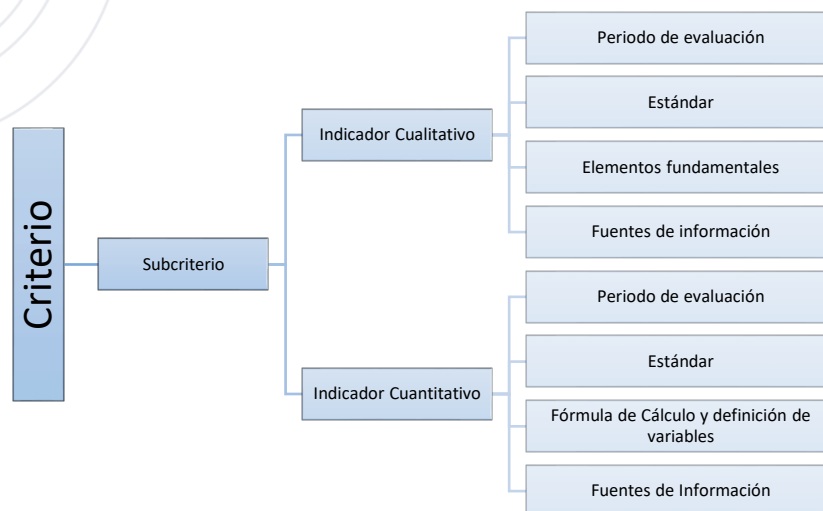 Criterio
Subcriterio
Indicador Cualitativo
Periodo de evaluación
Estándar
Elementos fundamentales
Fuentes de información
Indicador Cuantitativo
Periodo de evaluación
Estándar
Fórmula de Cálculo y definición de
variables
Fuentes de Información